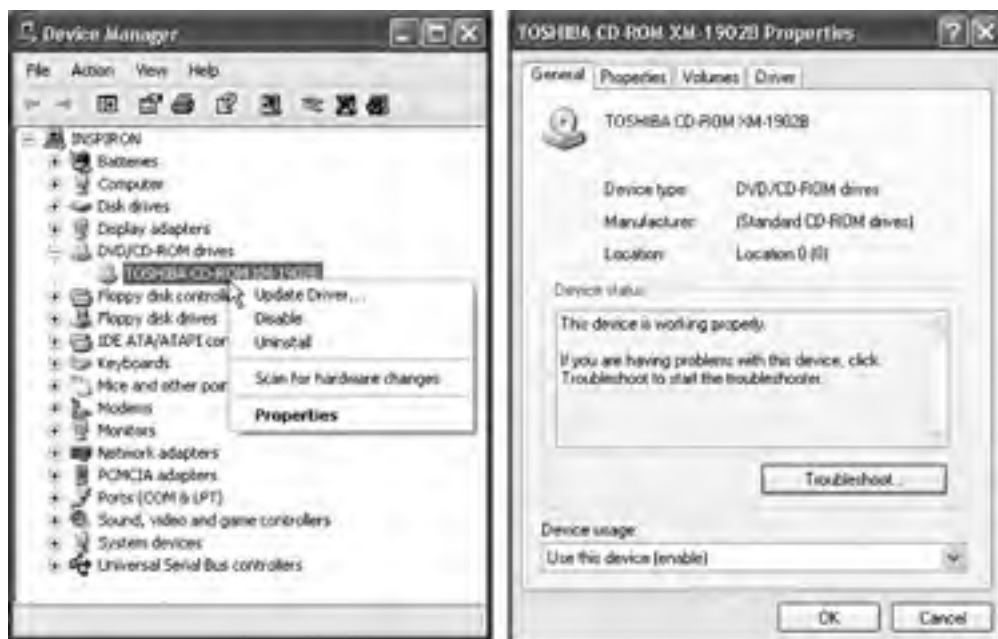 Device Manager
File Action View Help
INSPIRON
Batteries
Computer
Disk drives
Display adapters
DVD/CD-ROM drives
TOSHIBA CD-ROM XM-1902B
Floppy disk controll
Floppy disk drives
IDE ATA/ATAPI con
Keyboards
Mice and other poin
Modems
Monitors
Network adapters
PCMCIA adapters
Ports (COM & LPT)
Sound, video and game controllers
System devices
Universal Serial Bus controllers
Update Driver...
Disable
Uninstall
Scan for hardware changes
Properties
TOSHIBA CD-ROM XM-1902B Properties
General Properties Volumes Driver
TOSHIBA CD-ROM XM-1902B
Device type: DVD/CD-ROM drives
Manufacturer: (Standard CD-ROM drives)
Location: Location 0 (0)
Device status
This device is working properly.
If you are having problems with this device, click
Troubleshoot to start the troubleshooter.
Troubleshoot...
Device usage:
Use this device (enable)
OK Cancel